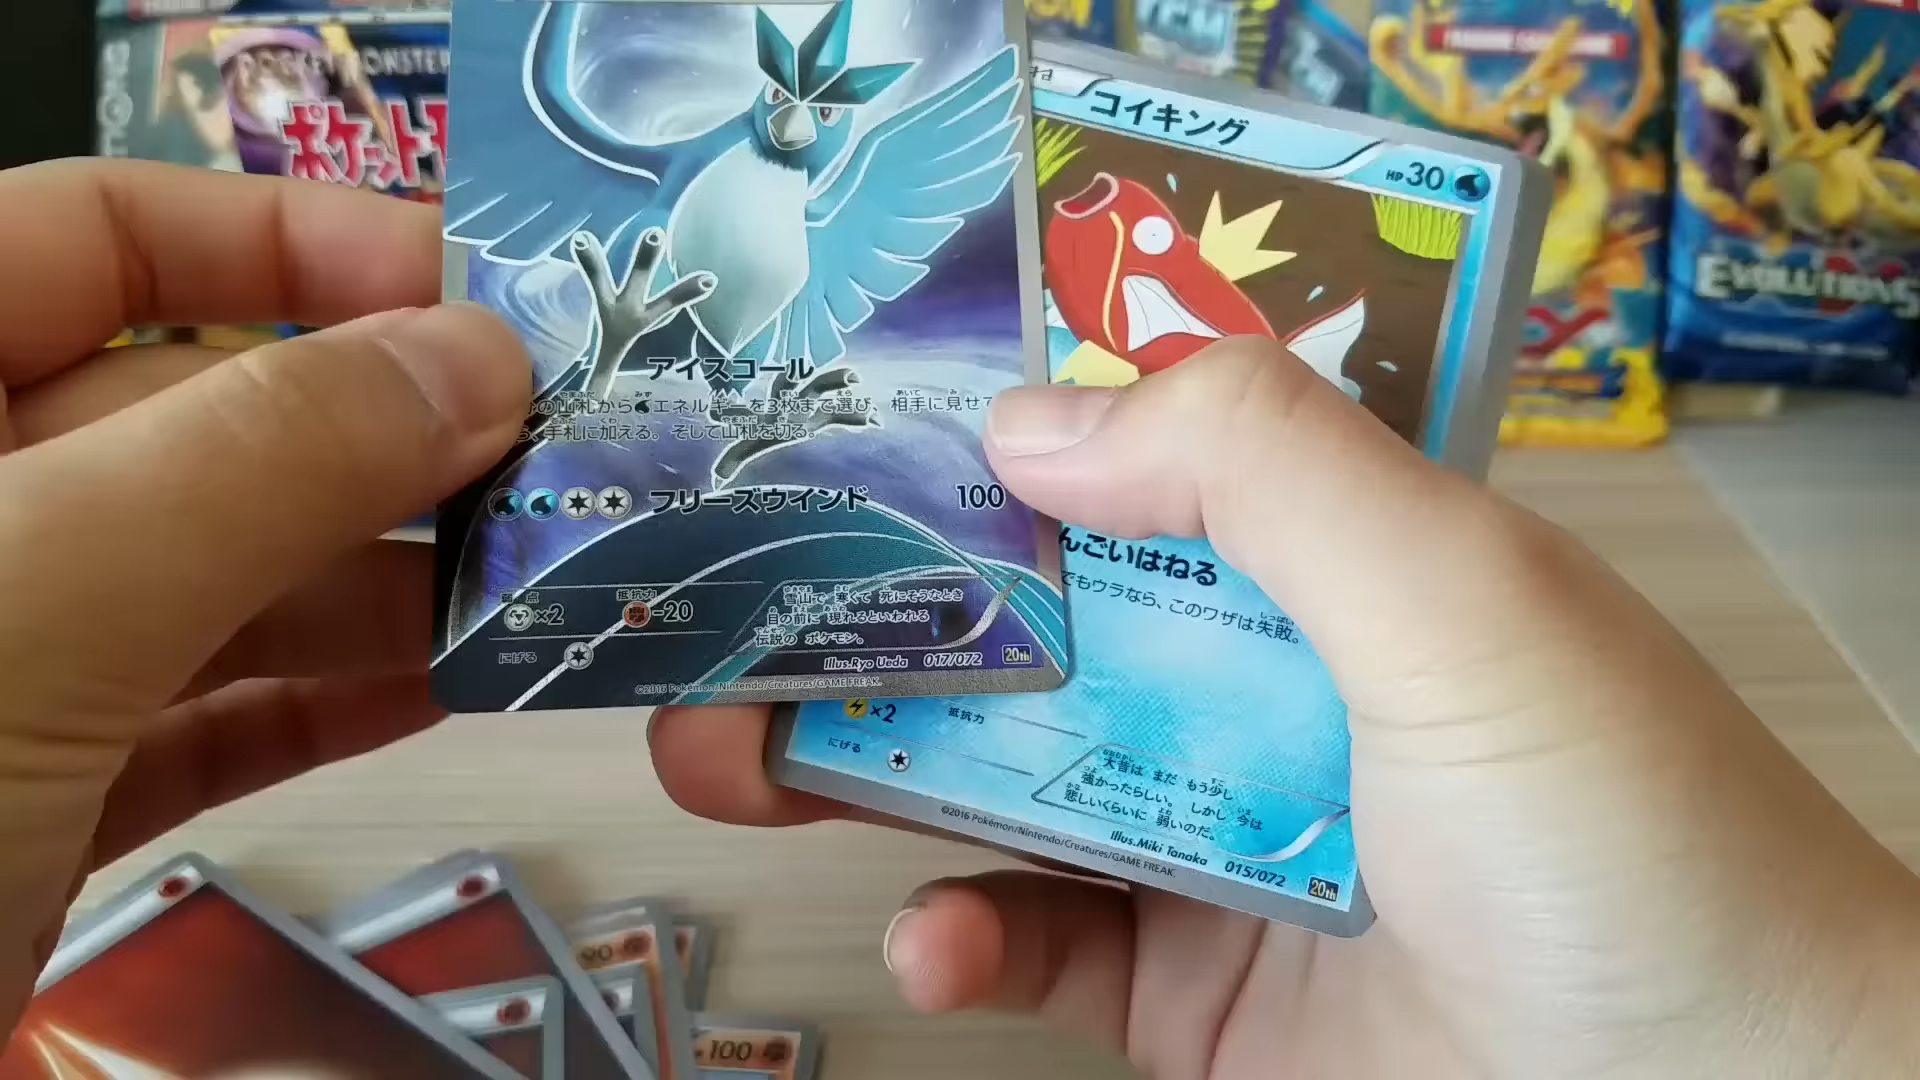 POCKET MONSTER
ポケットモ
EVOLUTIONS
コイキング
HP30
アイスコール
の山札から エネルギーを3枚まで選び、相手に見せて
、手札に加える。そして山札を切る。
フリーズウインド 100
弱点 ×2
抵抗力 -20
にげる
雪山で 寒くて 死にそうなとき
目の前に 現れるといわれる
伝説の ポケモン。
Illus.Ryo Ueda 017/072 20th
©2016 Pokémon/Nintendo/Creatures/GAME FREAK.
んごいはねる
でもウラなら、このワザは失敗。
×2
抵抗力
にげる
大昔は まだ もう少し
強かったらしい。 しかし 今は
悲しいくらいに 弱いのだ。
©2016 Pokémon/Nintendo/Creatures/GAME FREAK.
Illus.Miki Tanaka 015/072 20th
90
100